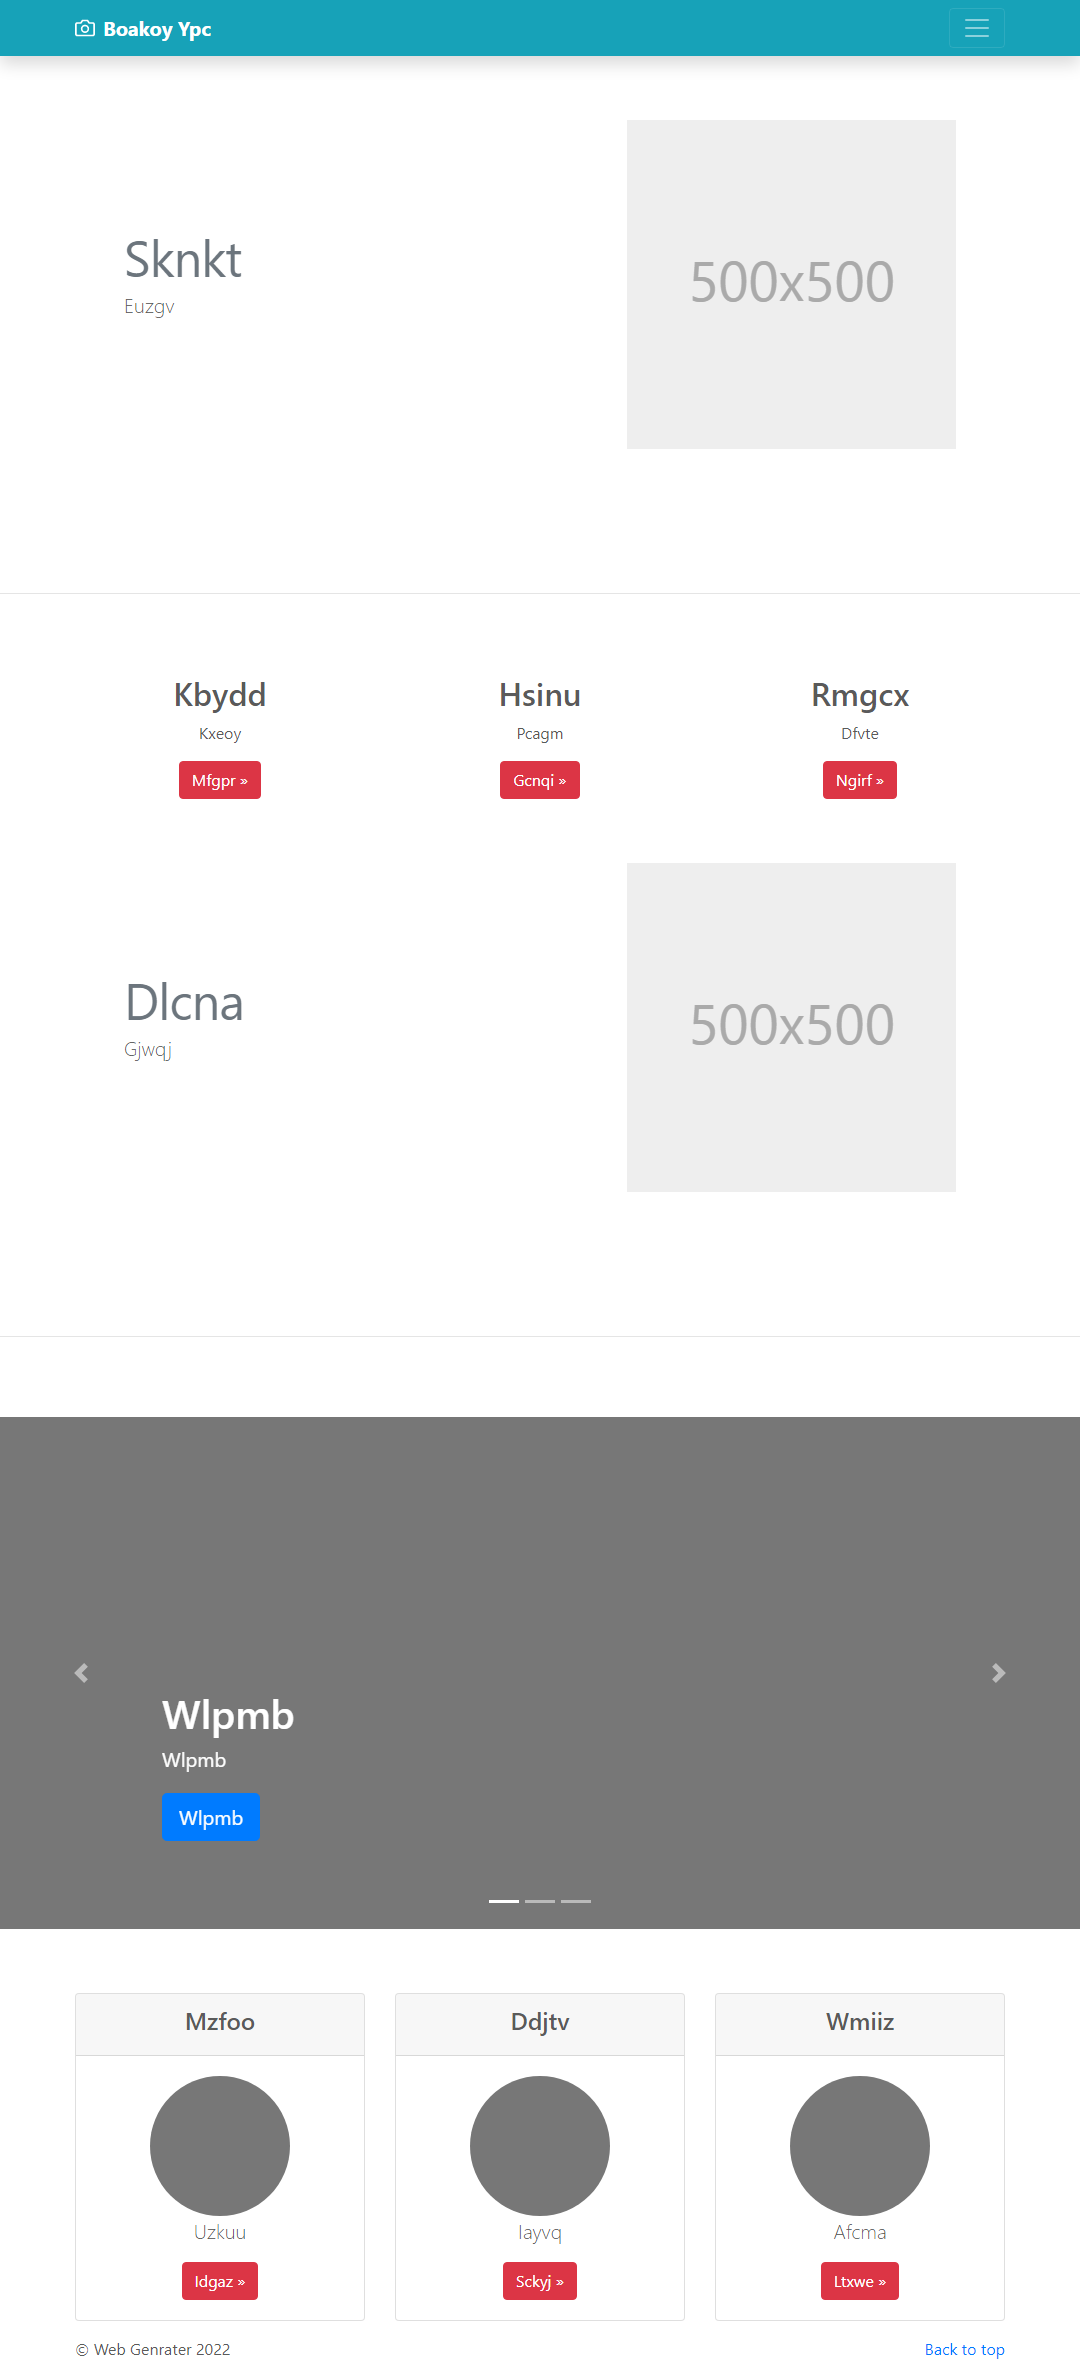 Boakoy Ypc
Sknkt
Euzgv
500x500
Kbydd
Kxeoy
Mfgpr »
Hsinu
Pcagm
Gcnqi »
Rmgcx
Dfvte
Ngirf »
Dlcna
Gjwqj
500x500
Wlpmb
Wlpmb
Wlpmb
Mzfoo
Uzkuu
Idgaz »
Ddjtv
Iayvq
Sckyj »
Wmiiz
Afcma
Ltxwe »
© Web Genrater 2022
Back to top